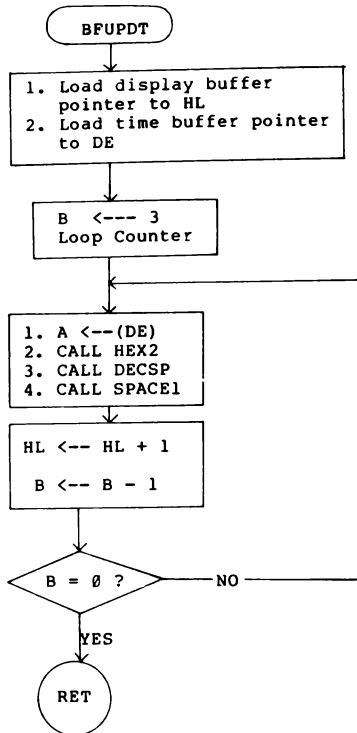 BFUPDT
1. Load display buffer
pointer to HL
2. Load time buffer pointer
to DE
B <--- 3
Loop Counter
1. A <--(DE)
2. CALL HEX2
3. CALL DECSP
4. CALL SPACE1
HL <-- HL + 1
B <-- B - 1
B = Ø ?
NO
YES
RET